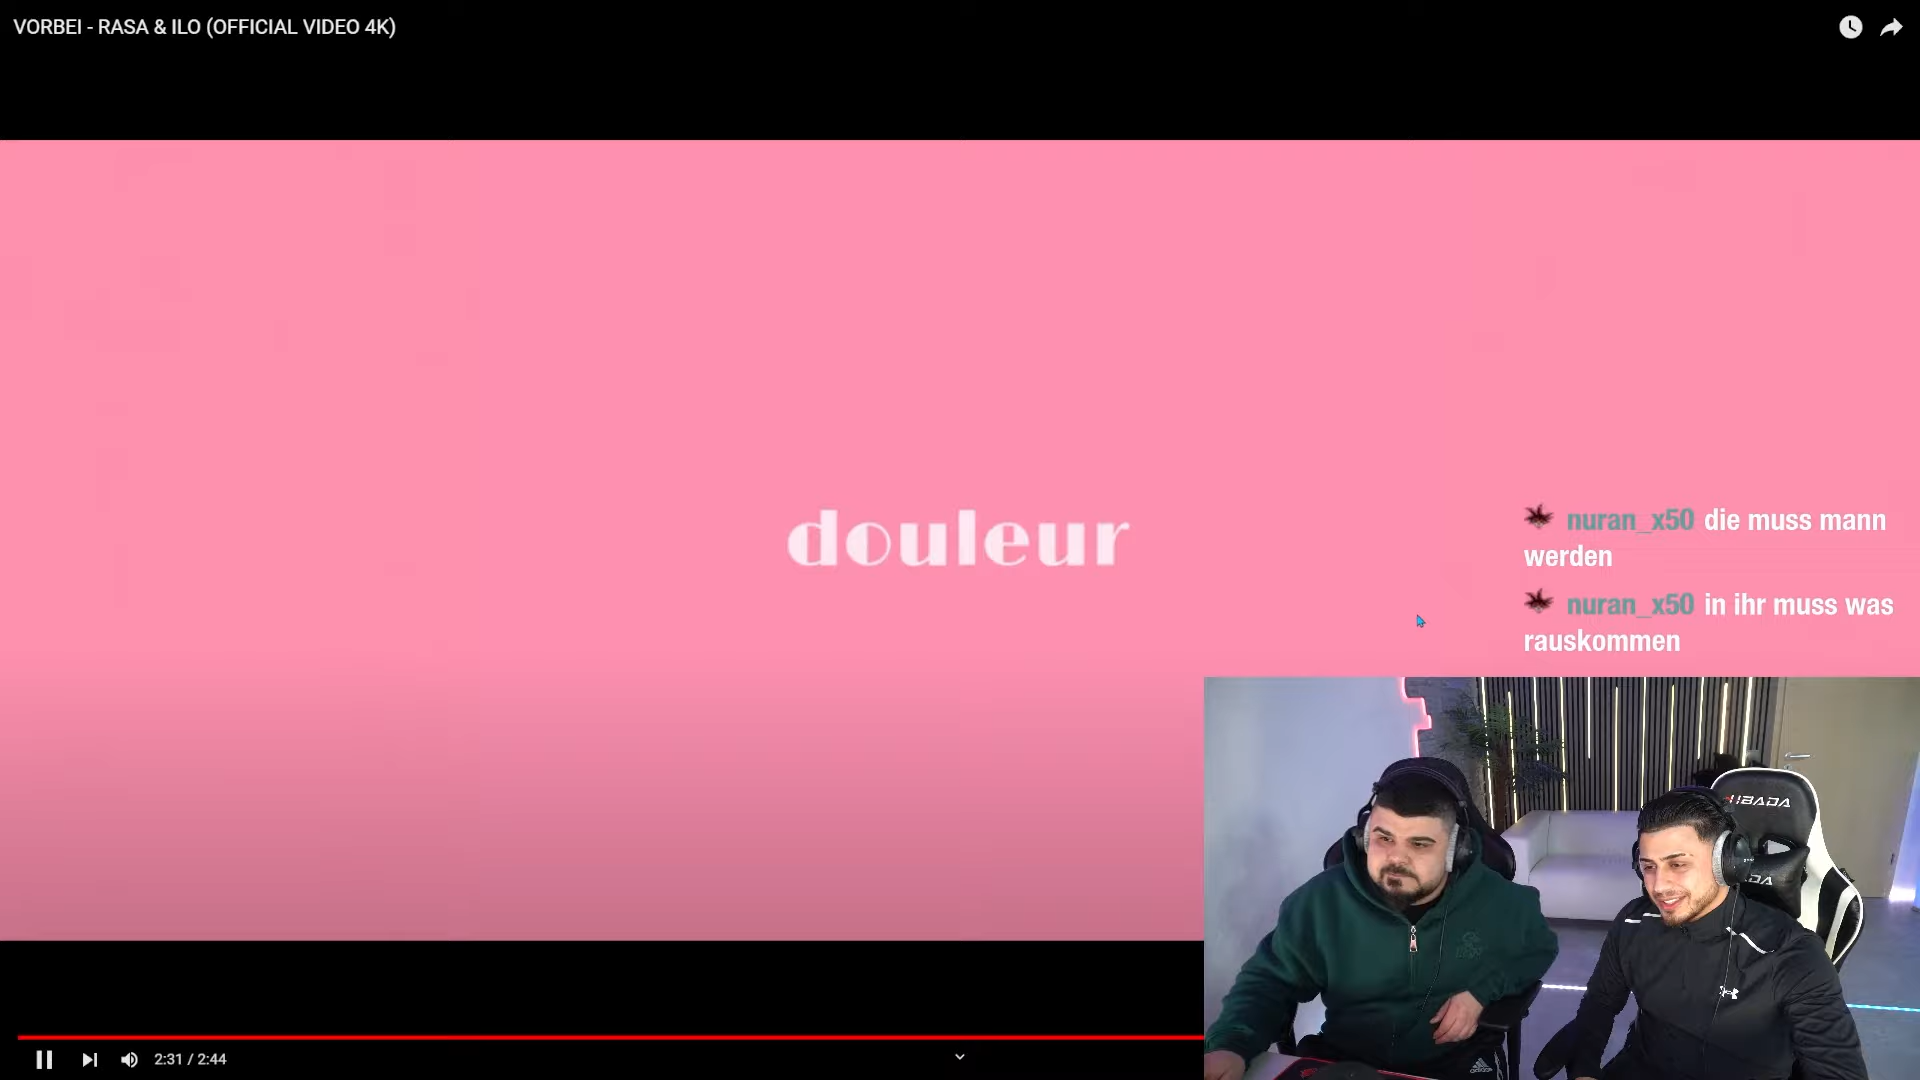 VORBEI - RASA & ILO (OFFICIAL VIDEO 4K)
douleur
nuran_x50 die muss mann
werden
nuran_x50 in ihr muss was
rauskommen
HBADA
2:31 / 2:44